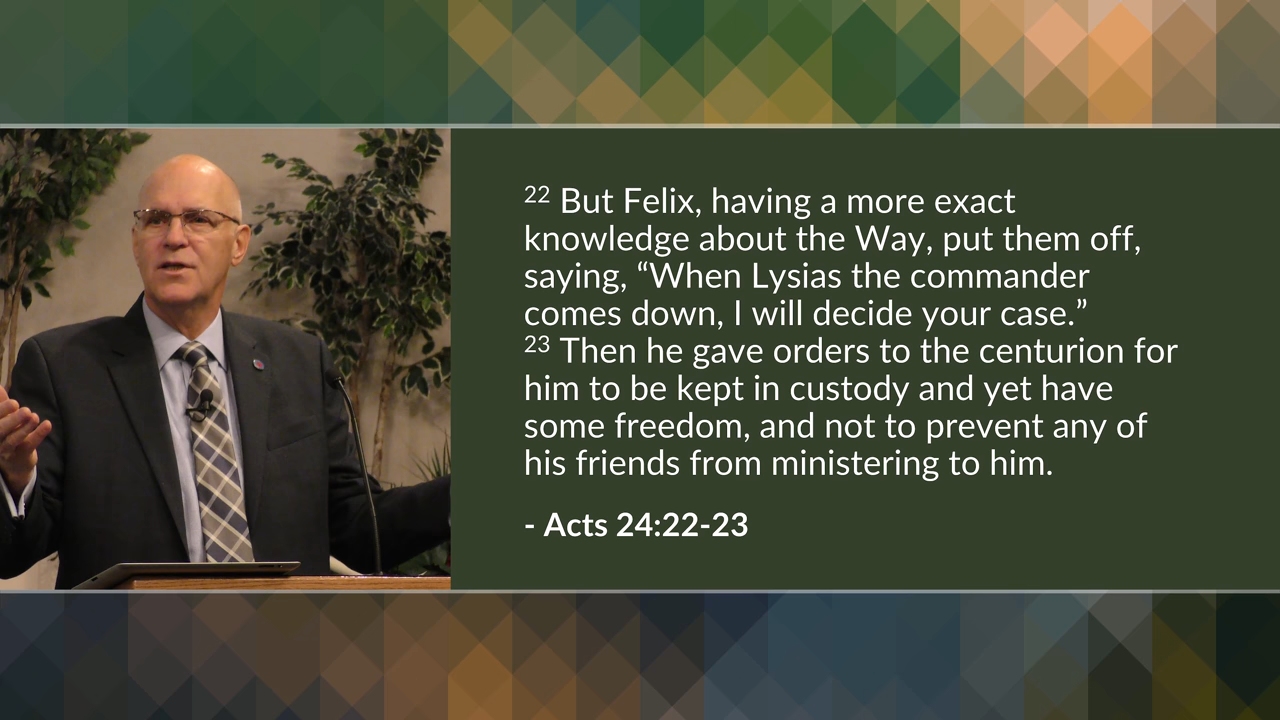 22 But Felix, having a more exact
knowledge about the Way, put them off,
saying, “When Lysias the commander
comes down, I will decide your case.”
23 Then he gave orders to the centurion for
him to be kept in custody and yet have
some freedom, and not to prevent any of
his friends from ministering to him.
- Acts 24:22-23